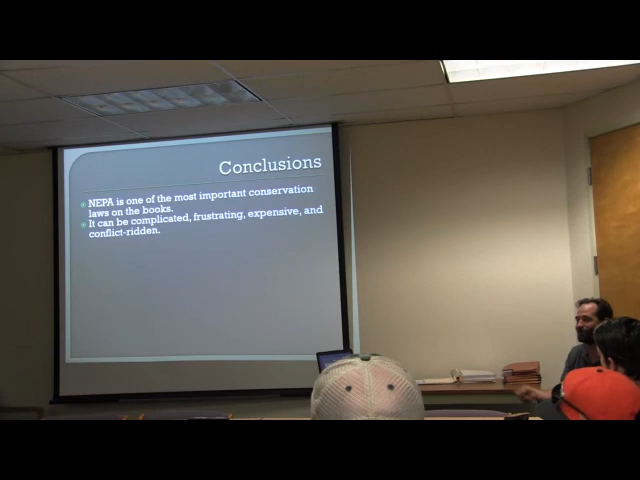 Conclusions
NEPA is one of the most important conservation
laws on the books.
It can be complicated, frustrating, expensive, and
conflict-ridden.